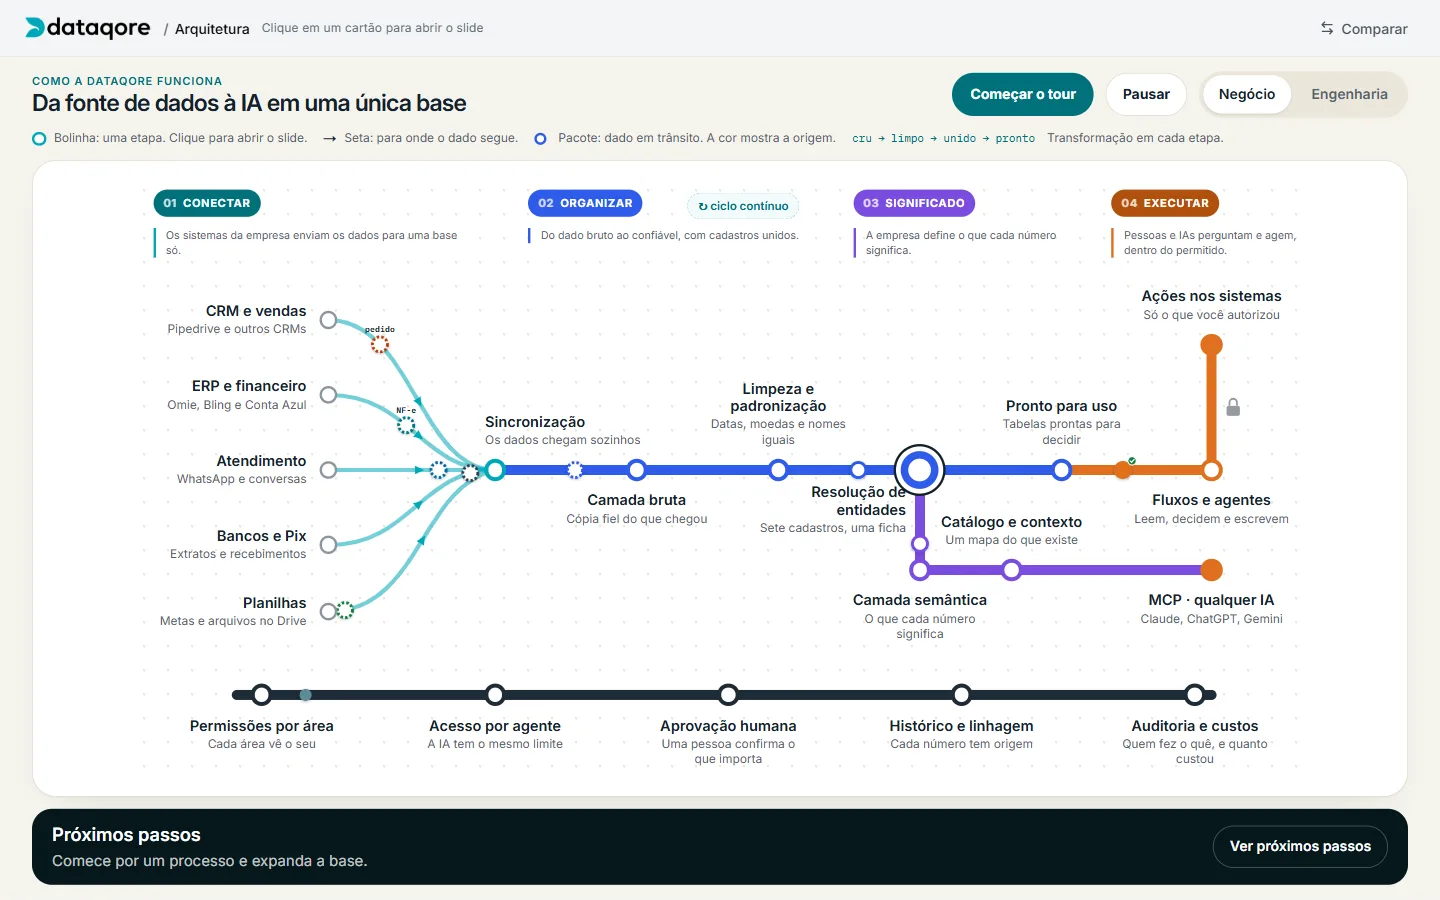 dataqore / Arquitetura Clique em um cartão para abrir o slide
Comparar
COMO A DATAQORE FUNCIONA
Da fonte de dados à IA em uma única base
Começar o tour
Pausar
Negócio
Engenharia
Bolinha: uma etapa. Clique para abrir o slide. → Seta: para onde o dado segue. Pacote: dado em trânsito. A cor mostra a origem. cru → limpo → unido → pronto Transformação em cada etapa.
01 CONECTAR
Os sistemas da empresa enviam os dados para uma base
só.
02 ORGANIZAR
↻ ciclo contínuo
Do dado bruto ao confiável, com cadastros unidos.
03 SIGNIFICADO
A empresa define o que cada número
significa.
04 EXECUTAR
Pessoas e IAs perguntam e agem,
dentro do permitido.
CRM e vendas
Pipedrive e outros CRMs
pedido
ERP e financeiro
Omie, Bling e Conta Azul
NF-e
Atendimento
WhatsApp e conversas
Bancos e Pix
Extratos e recebimentos
Planilhas
Metas e arquivos no Drive
Sincronização
Os dados chegam sozinhos
Camada bruta
Cópia fiel do que chegou
Limpeza e
padronização
Datas, moedas e nomes
iguais
Resolução de
entidades
Sete cadastros, uma ficha
Pronto para uso
Tabelas prontas para
decidir
Ações nos sistemas
Só o que você autorizou
Fluxos e agentes
Leem, decidem e escrevem
Catálogo e contexto
Um mapa do que existe
Camada semântica
O que cada número
significa
MCP · qualquer IA
Claude, ChatGPT, Gemini
Permissões por área
Cada área vê o seu
Acesso por agente
A IA tem o mesmo limite
Aprovação humana
Uma pessoa confirma o
que importa
Histórico e linhagem
Cada número tem origem
Auditoria e custos
Quem fez o quê, e quanto
custou
Próximos passos
Comece por um processo e expanda a base.
Ver próximos passos